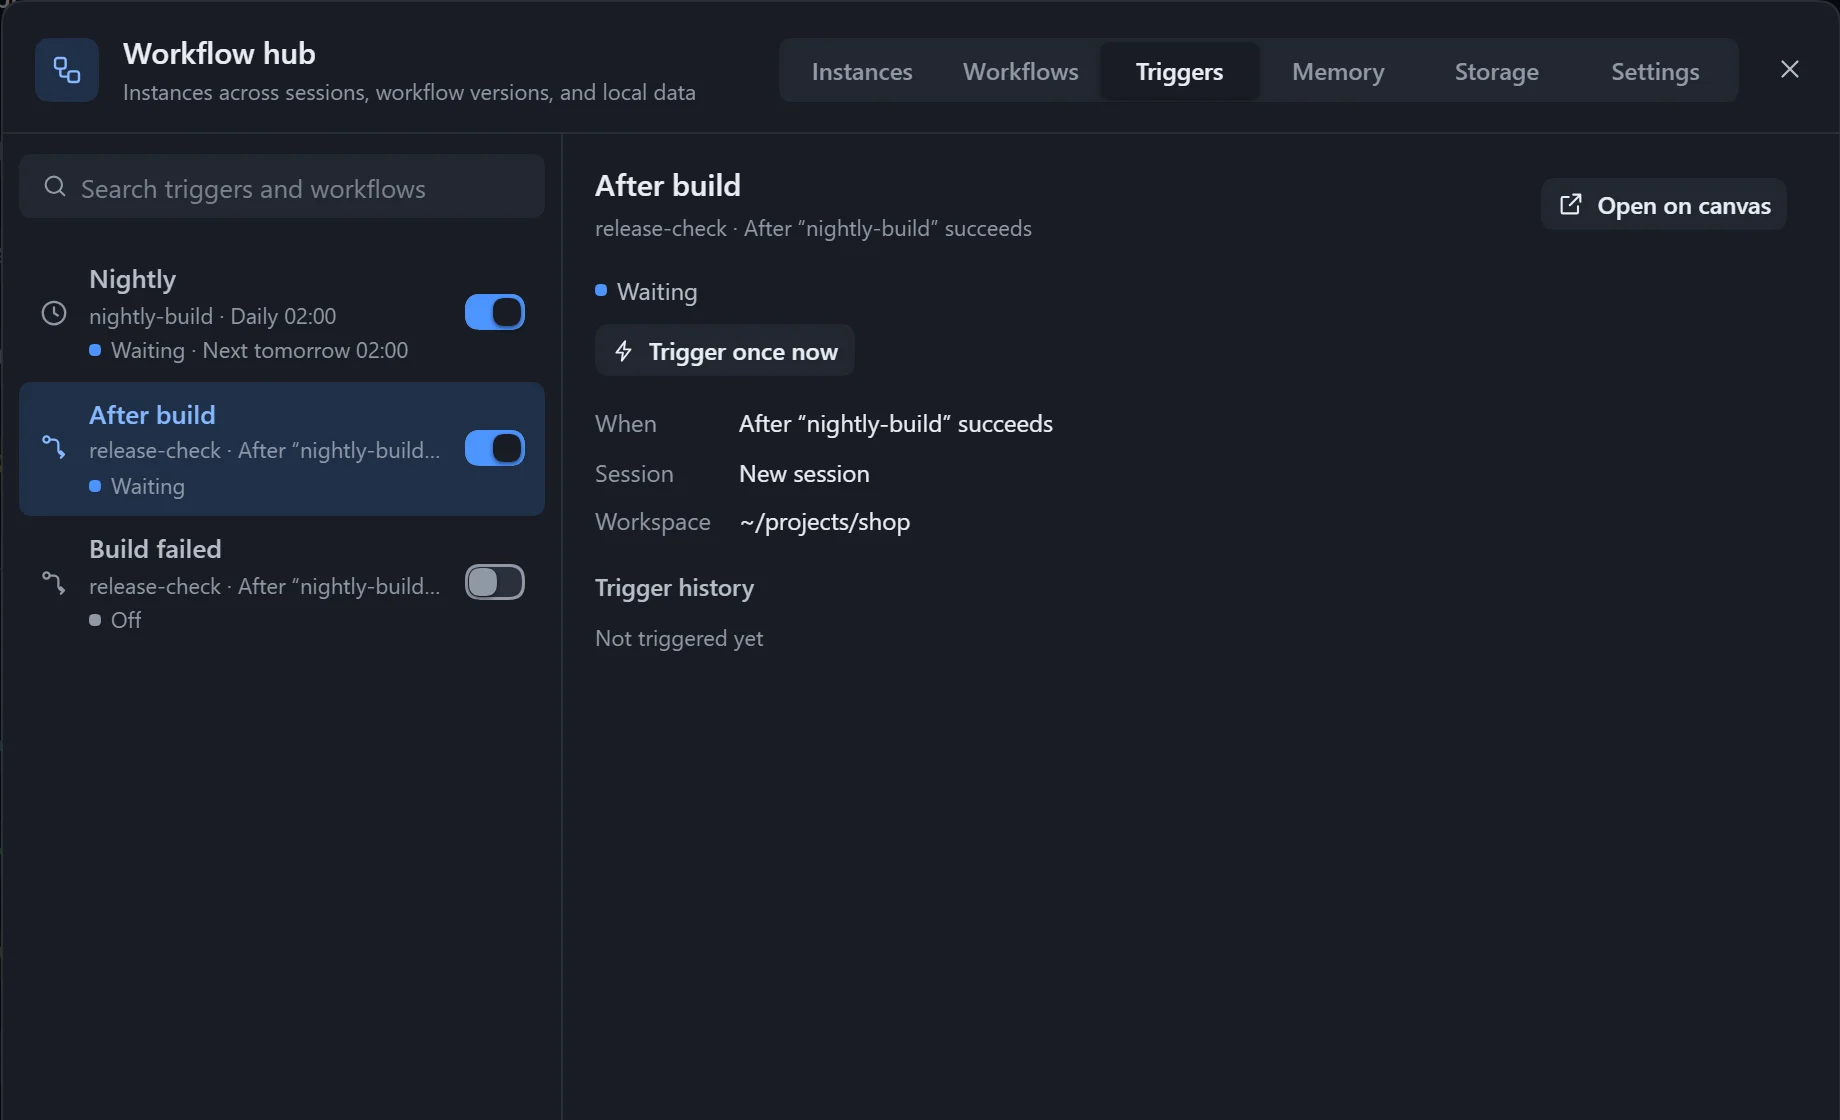 Workflow hub
Instances across sessions, workflow versions, and local data
Instances
Workflows
Triggers
Memory
Storage
Settings
Search triggers and workflows
Nightly
nightly-build · Daily 02:00
Waiting · Next tomorrow 02:00
After build
release-check · After “nightly-build…
Waiting
Build failed
release-check · After “nightly-build…
Off
After build
release-check · After “nightly-build” succeeds
Open on canvas
Waiting
Trigger once now
When After “nightly-build” succeeds
Session New session
Workspace ~/projects/shop
Trigger history
Not triggered yet